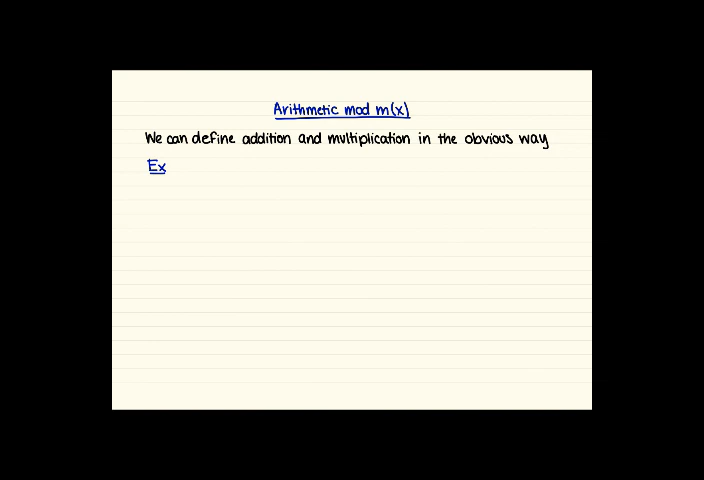 Arithmetic mod m(x)
We can define addition and multiplication in the obvious way
Ex